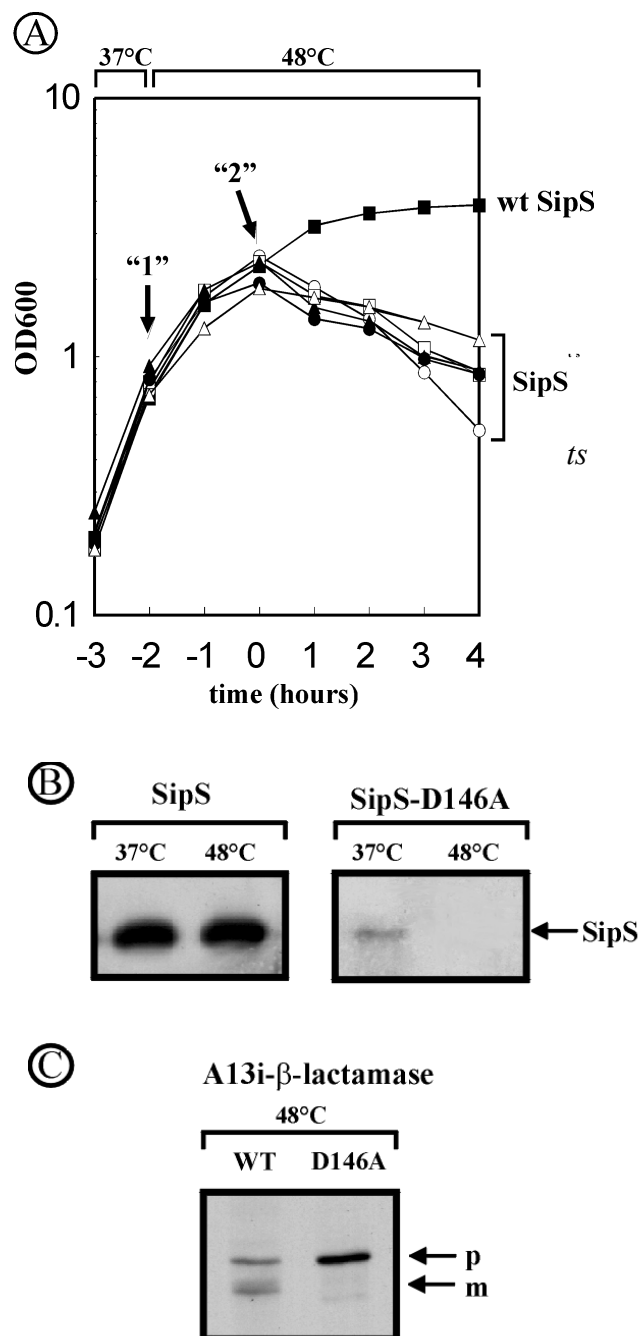 A
37°C 48°C
10
"2"
wt SipS
"1"
OD600
1
SipS
ts
0.1
-3 -2 -1 0 1 2 3 4
time (hours)
B
SipS SipS-D146A
37°C 48°C 37°C 48°C
SipS
C
A13i-β-lactamase
48°C
WT D146A
p
m